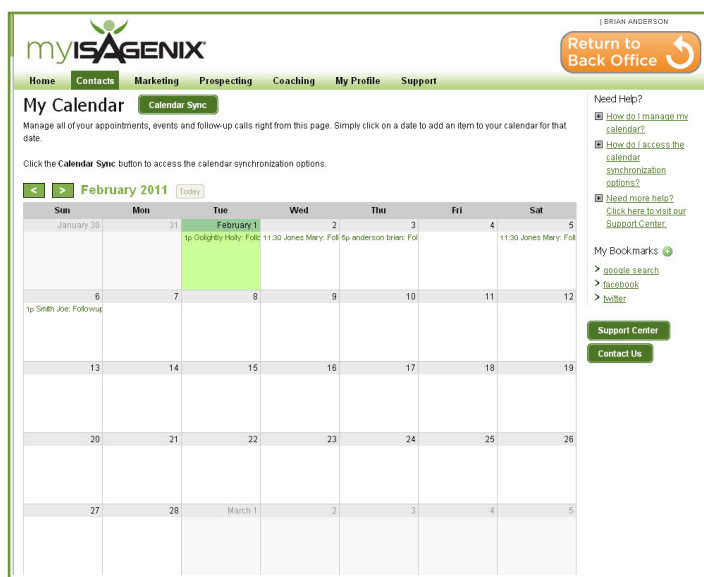 | BRIAN ANDERSON
myISAGENIX
Return to
Back Office
Home Contacts Marketing Prospecting Coaching My Profile Support
My Calendar Calendar Sync
Manage all of your appointments, events and follow-up calls right from this page. Simply click on a date to add an item to your calendar for that
date.
Click the Calendar Sync button to access the calendar synchronization options.
< > February 2011 Today
Sun Mon Tue Wed Thu Fri Sat
January 30 31 February 1 2 3 4 5
1p Golightly Holly: Follo 11:30 Jones Mary: Foll 5p anderson brian: Fol 11:30 Jones Mary: Foll
6 7 8 9 10 11 12
1p Smith Joe: Followup
13 14 15 16 17 18 19
20 21 22 23 24 25 26
27 28 March 1 2 3 4 5
Need Help?
How do I manage my
calendar?
How do I access the
calendar
synchronization
options?
Need more help?
Click here to visit our
Support Center.
My Bookmarks
> google search
> facebook
> twitter
Support Center
Contact Us